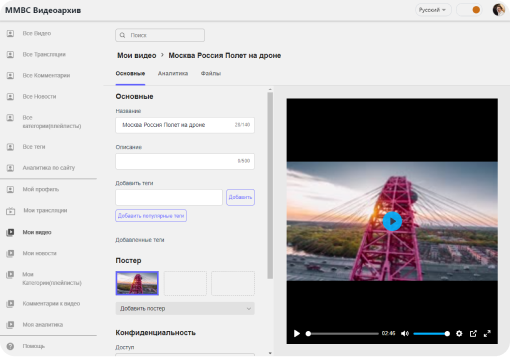 ММВС Видеоархив
Русский
Все Видео
Все Трансляции
Все Комментарии
Все Новости
Все
категории(плейлисты)
Все теги
Аналитика по сайту
Мой профиль
Мои трансляции
Мои видео
Мои новости
Мои
Категории(плейлисты)
Комментарии к видео
Моя аналитика
Помощь
Поиск
Мои видео > Москва Россия Полет на дроне
Основные Аналитика Файлы
Основные
Название
Москва Россия Полет на дроне 28/140
Описание
0/500
Добавить теги
Добавить
Добавить популярные теги
Добавленные теги
Постер
Добавить постер
Конфиденциальность
Доступ
02:46